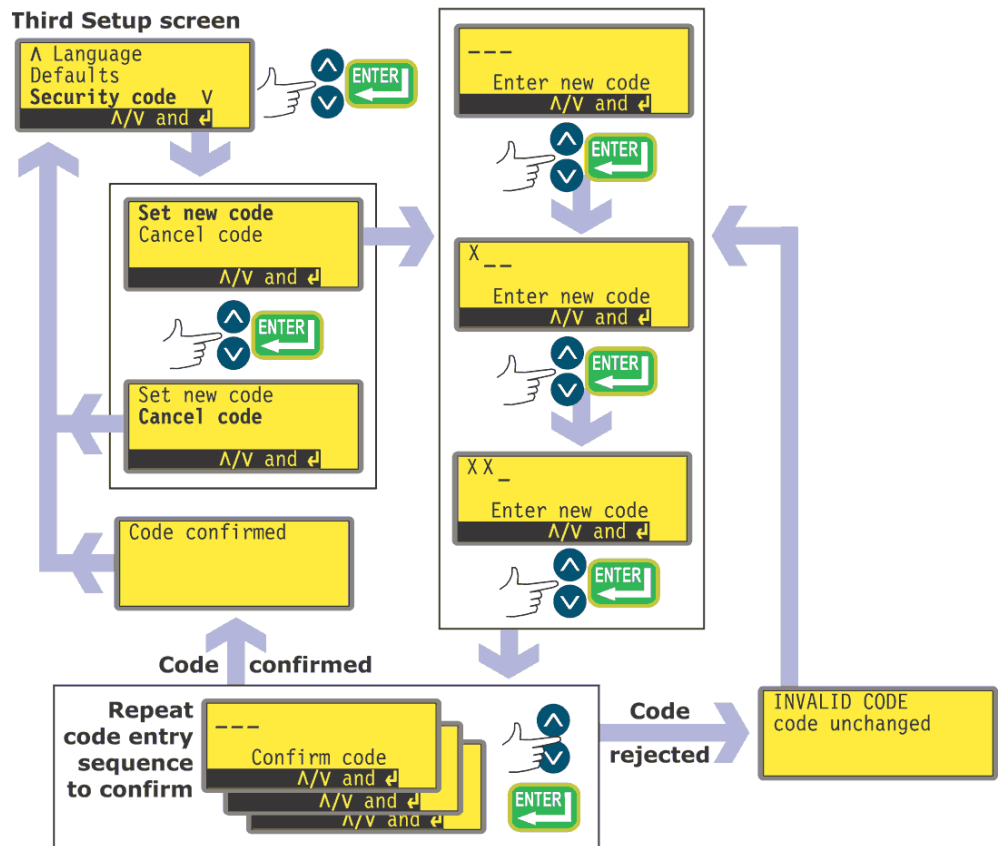 Third Setup screen
Λ Language
Defaults
Security code V
Λ/V and ↲
ENTER
Set new code
Cancel code
Λ/V and ↲
ENTER
Set new code
Cancel code
Λ/V and ↲
Code confirmed
_ _ _
Enter new code
Λ/V and ↲
ENTER
X _ _
Enter new code
Λ/V and ↲
ENTER
X X _
Enter new code
Λ/V and ↲
ENTER
Code confirmed
Repeat
code entry
sequence
to confirm
_ _ _
Confirm code
Λ/V and ↲
Λ/V and ↲
Λ/V and ↲
ENTER
Code
rejected
INVALID CODE
code unchanged